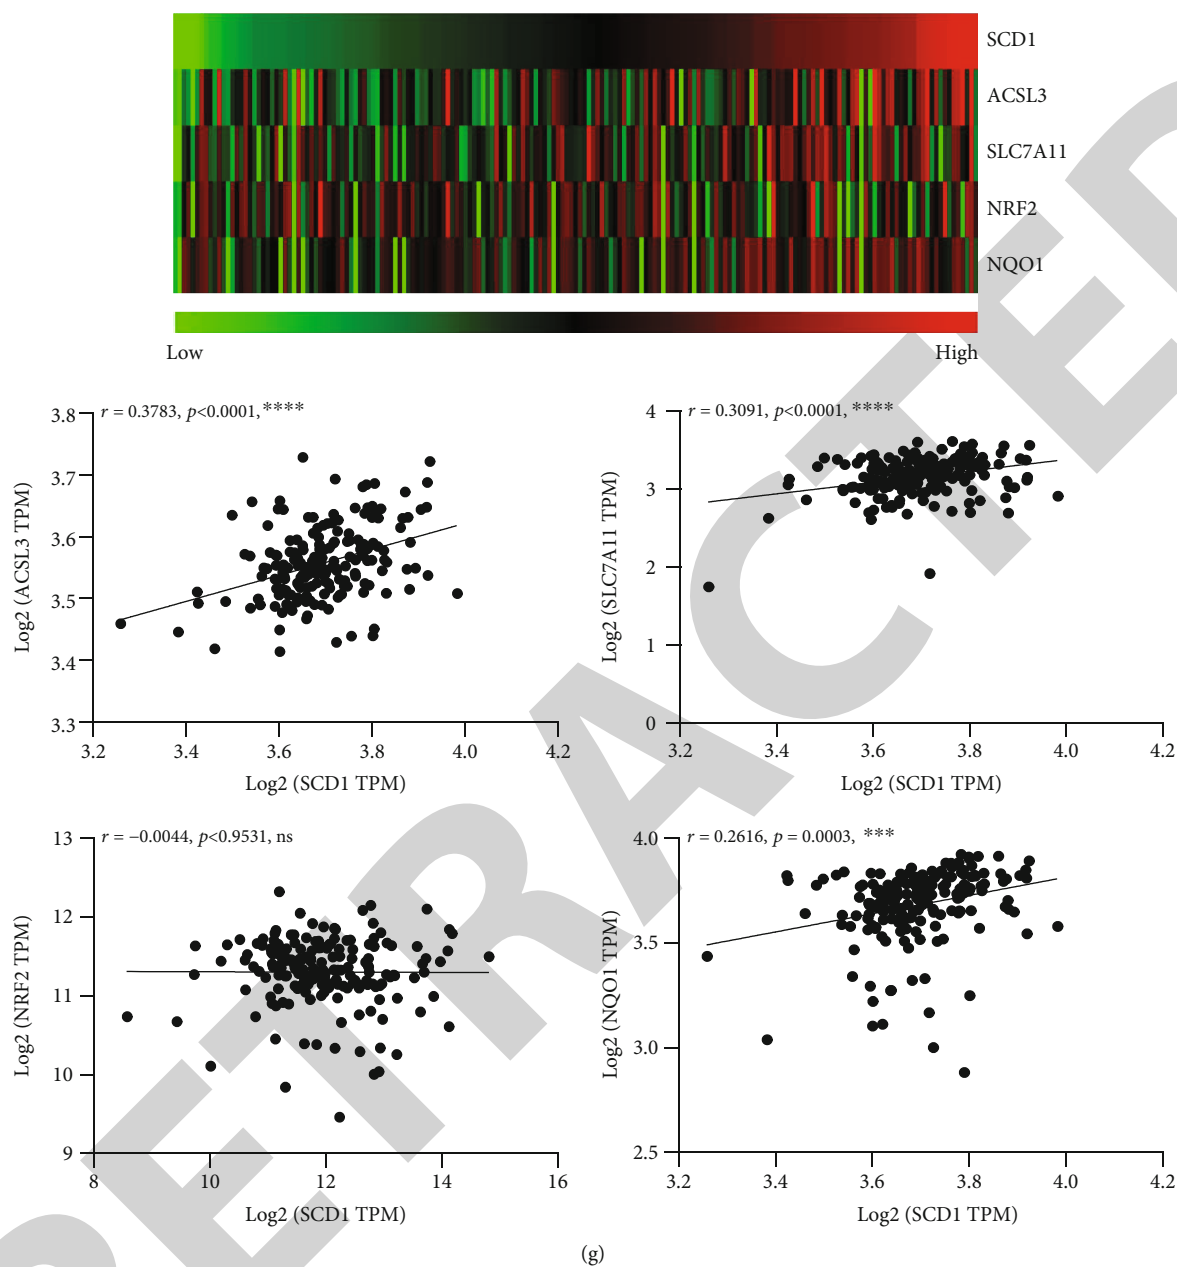 SCD1
ACSL3
SLC7A11
NRF2
NQO1
Low High
r = 0.3783, p<0.0001, ****
3.8
3.7
3.6
3.5
3.4
3.3
3.2 3.4 3.6 3.8 4.0 4.2
Log2 (ACSL3 TPM)
Log2 (SCD1 TPM)
r = 0.3091, p<0.0001, ****
4
3
2
1
0
3.2 3.4 3.6 3.8 4.0 4.2
Log2 (SLC7A11 TPM)
Log2 (SCD1 TPM)
r = −0.0044, p<0.9531, ns
13
12
11
10
9
8 10 12 14 16
Log2 (NRF2 TPM)
Log2 (SCD1 TPM)
r = 0.2616, p = 0.0003, ***
4.0
3.5
3.0
2.5
3.2 3.4 3.6 3.8 4.0 4.2
Log2 (NQO1 TPM)
Log2 (SCD1 TPM)
(g)
RETRACTED